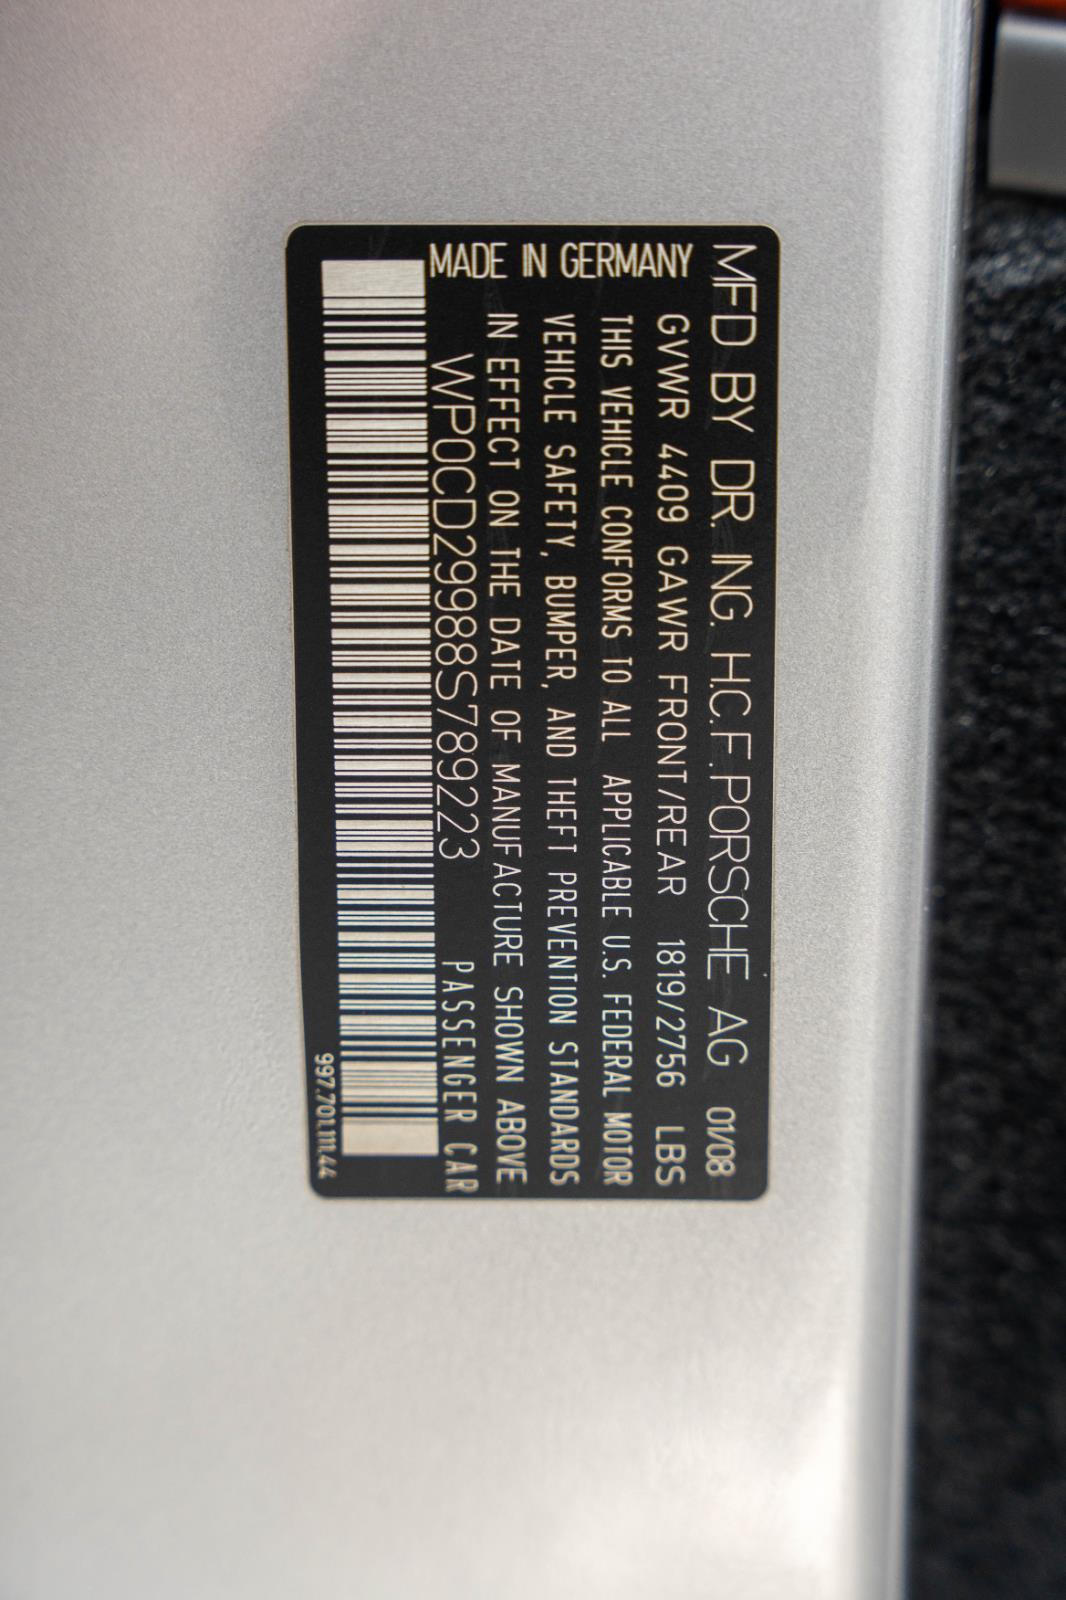 MFD BY DR. ING. H.C.F. PORSCHE AG 01/08
GVWR 4409 GAWR FRONT/REAR 1819/2756 LBS
THIS VEHICLE CONFORMS TO ALL APPLICABLE U.S. FEDERAL MOTOR
VEHICLE SAFETY, BUMPER, AND THEFT PREVENTION STANDARDS
IN EFFECT ON THE DATE OF MANUFACTURE SHOWN ABOVE
MADE IN GERMANY
WP0CD29988S789223 PASSENGER CAR
997.701.111.44